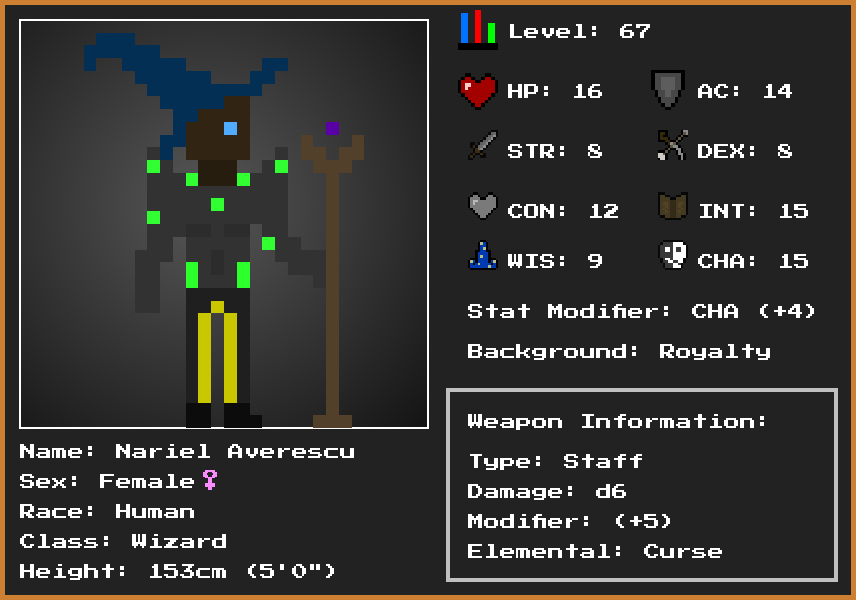 Level: 67
HP: 16
AC: 14
STR: 8
DEX: 8
CON: 12
INT: 15
WIS: 9
CHA: 15
Stat Modifier: CHA (+4)
Background: Royalty
Weapon Information:
Type: Staff
Damage: d6
Modifier: (+5)
Elemental: Curse
Name: Nariel Averescu
Sex: Female♀
Race: Human
Class: Wizard
Height: 153cm (5'0")